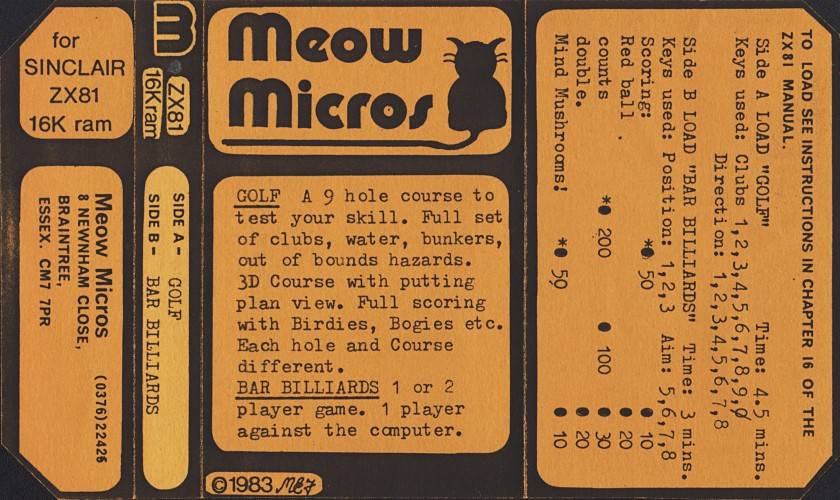 for
SINCLAIR
ZX81
16K ram
Meow Micros
8 NEWNHAM CLOSE,
BRAINTREE,
ESSEX. CM7 7PR
(0376)22426
m
ZX81
16Kram
SIDE A - GOLF
SIDE B - BAR BILLIARDS
Meow
Micros
GOLF A 9 hole course to
test your skill. Full set
of clubs, water, bunkers,
out of bounds hazards.
3D Course with putting
plan view. Full scoring
with Birdies, Bogies etc.
Each hole and Course
different.
BAR BILLIARDS 1 or 2
player game. 1 player
against the computer.
©1983
TO LOAD SEE INSTRUCTIONS IN CHAPTER 16 OF THE
ZX81 MANUAL.
Side A LOAD "GOLF" Time: 4.5 mins.
Keys used: Clubs 1,2,3,4,5,6,7,8,9,0
Direction: 1,2,3,4,5,6,7,8
Side B LOAD "BAR BILLIARDS" Time: 3 mins.
Keys used: Position: 1,2,3 Aim: 5,6,7,8
Scoring: *● 50 ● 10
Red ball . ● 20
counts *● 200 ● 100 ● 30
double. ● 20
Mind Mushrooms! *● 50 ● 10